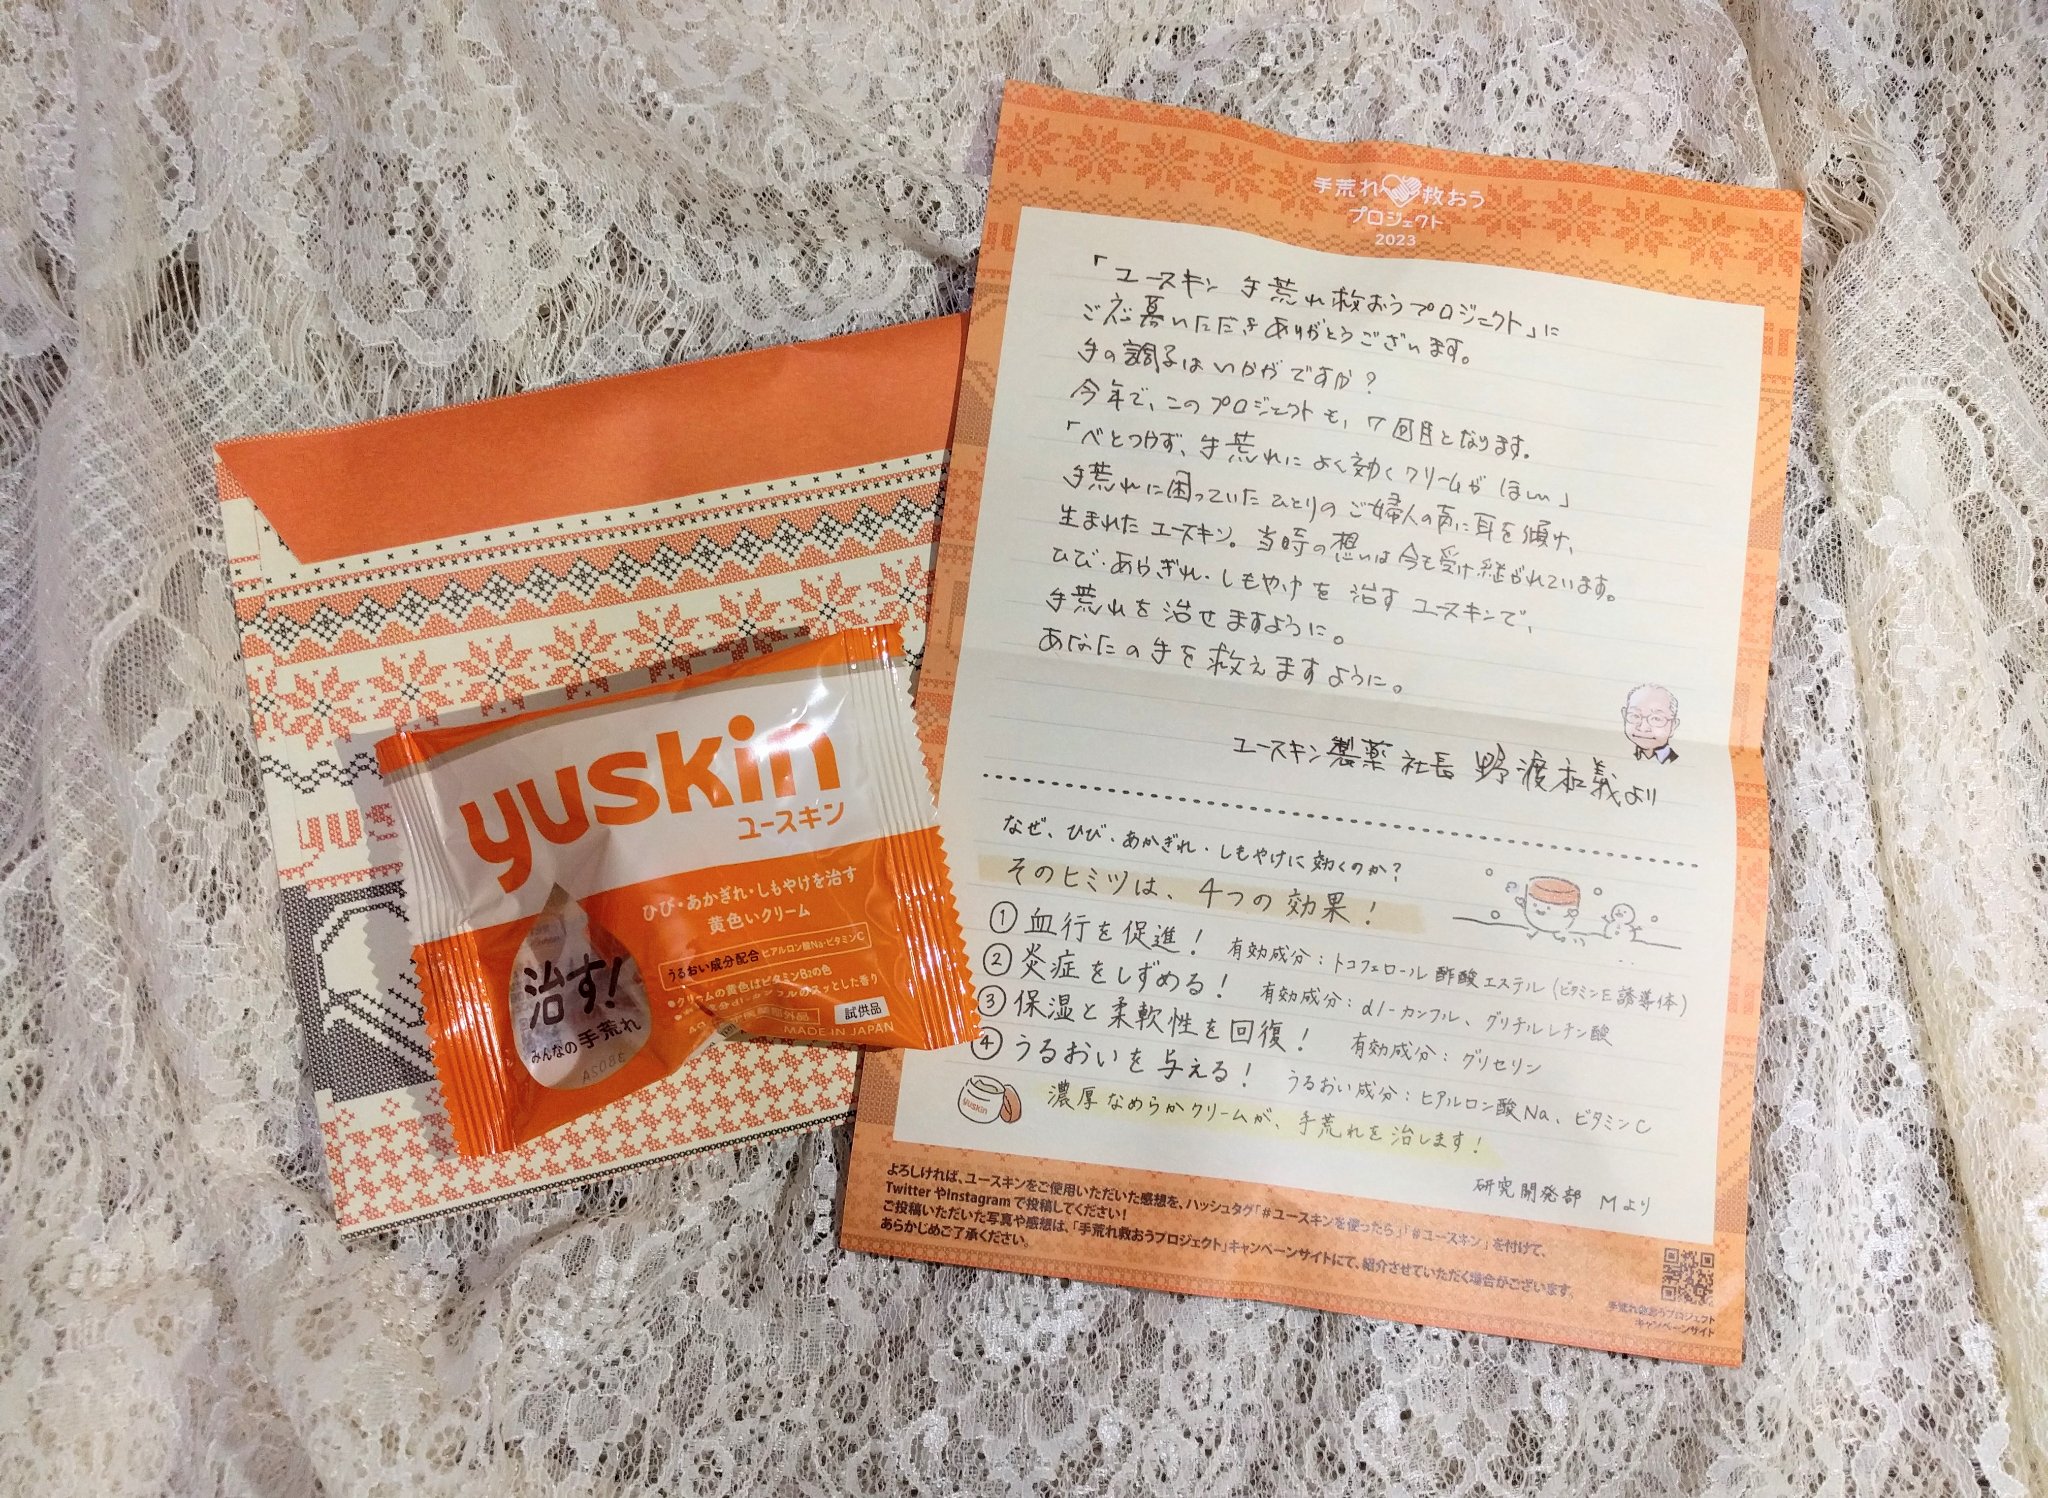 yuskin
ユースキン
ひび・あかぎれ・しもやけを治す
黄色いクリーム
うるおい成分配合 ヒアルロン酸Na・ビタミンC
●クリームの黄色はビタミンB2の色
スッとした香り
医薬部外品
試供品
MADE IN JAPAN
治す!
みんなの手荒れ
3802A
手荒れ救おう
プロジェクト
2023
「ユースキン 手荒れ救おうプロジェクト」に
ご応募いただきありがとうございます。
手の調子はいかがですか?
今年で、このプロジェクトも、7回目となります。
「べとつかず、手荒れによく効くクリームがほしい」
手荒れに困っていたひとりのご婦人の声に耳を傾け、
生まれたユースキン。当時の想いは今も受け継がれています。
ひび・あかぎれ・しもやけを治すユースキンで、
手荒れを治せますように。
あなたの手を救えますように。
ユースキン製薬 社長 野渡和義より
なぜ、ひび・あかぎれ・しもやけに効くのか?
そのヒミツは、4つの効果!
①血行を促進! 有効成分:トコフェロール酢酸エステル(ビタミンE誘導体)
②炎症をしずめる! 有効成分:dl-カンフル、グリチルレチン酸
③保湿と柔軟性を回復! 有効成分:グリセリン
④うるおいを与える! うるおい成分:ヒアルロン酸Na、ビタミンC
yuskin
濃厚なめらかクリームが、手荒れを治します!
研究開発部 Mより
よろしければ、ユースキンをご使用いただいた感想を、ハッシュタグ「#ユースキンを使ったら」「#ユースキン」を付けて、
TwitterやInstagramで投稿してください!
ご投稿いただいた写真や感想は、「手荒れ救おうプロジェクト」キャンペーンサイトにて、紹介させていただく場合がございます。
あらかじめご了承ください。
手荒れ救おうプロジェクト
キャンペーンサイト